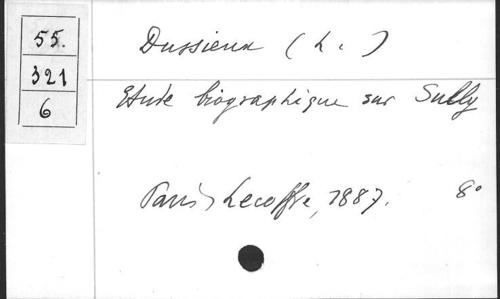 55.
321
6
Dussieux (L.)
Etude biographique sur Sully
Paris, Lecoffre, 1887. 8°